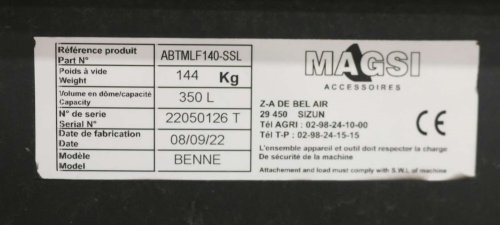 Référence produit
Part N°
ABTMLF140-SSL
Poids à vide
Weight
144 Kg
Volume en dôme/capacité
Capacity
350 L
N° de serie
Serial N°
22050126 T
Date de fabrication
Date
08/09/22
Modèle
Model
BENNE
MAGSI
ACCESSOIRES
Z-A DE BEL AIR
29 450 SIZUN
Tél AGRI : 02-98-24-10-00
Tél T-P : 02-98-24-15-15
CE
L'ensemble appareil et outil doit respecter la charge
De sécurité de la machine
Attachement and load must comply with S.W.L of machine